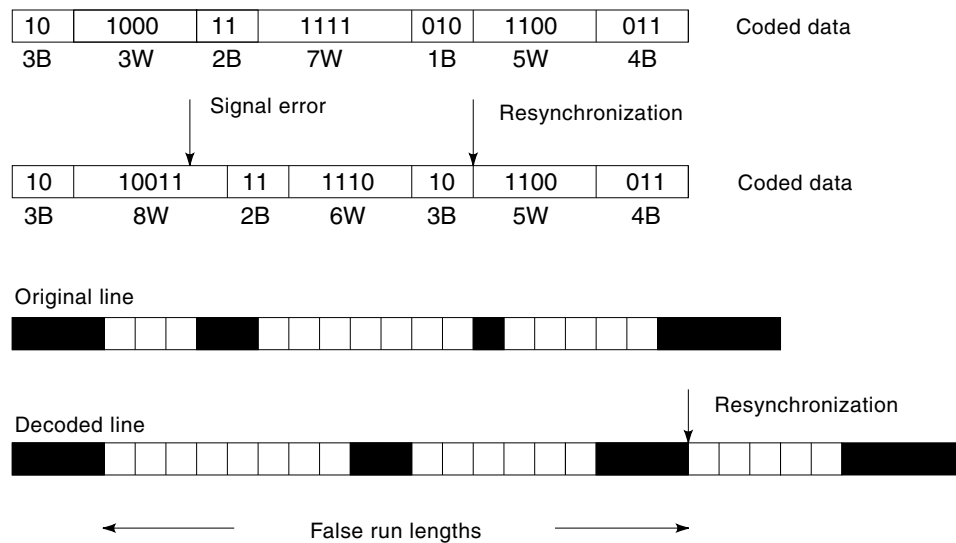 10 1000 11 1111 010 1100 011 Coded data
3B 3W 2B 7W 1B 5W 4B
Signal error
Resynchronization
10 10011 11 1110 10 1100 011 Coded data
3B 8W 2B 6W 3B 5W 4B
Original line
Resynchronization
Decoded line
False run lengths